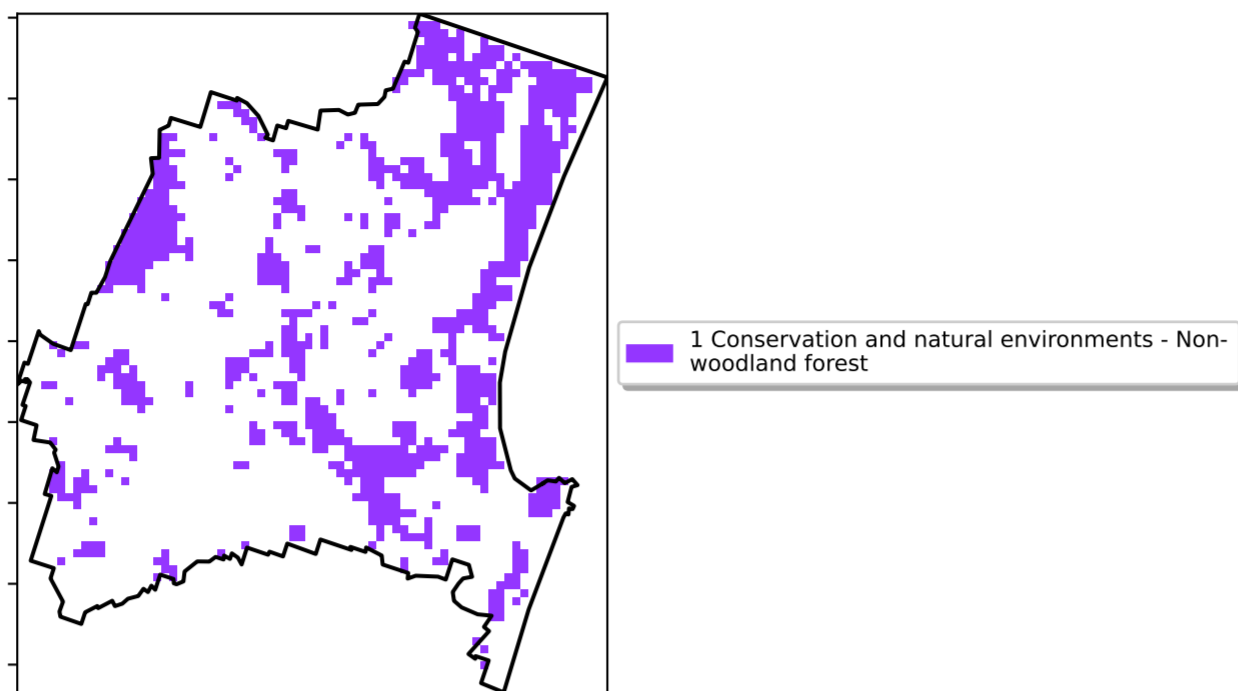 1 Conservation and natural environments - Non-
woodland forest